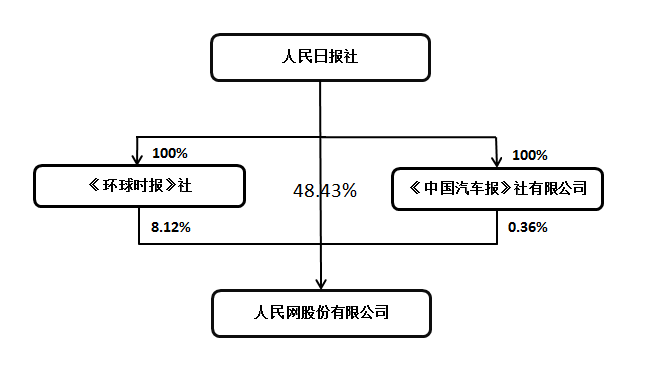 人民日报社
100%
100%
《环球时报》社
48.43%
《中国汽车报》社有限公司
8.12%
0.36%
人民网股份有限公司